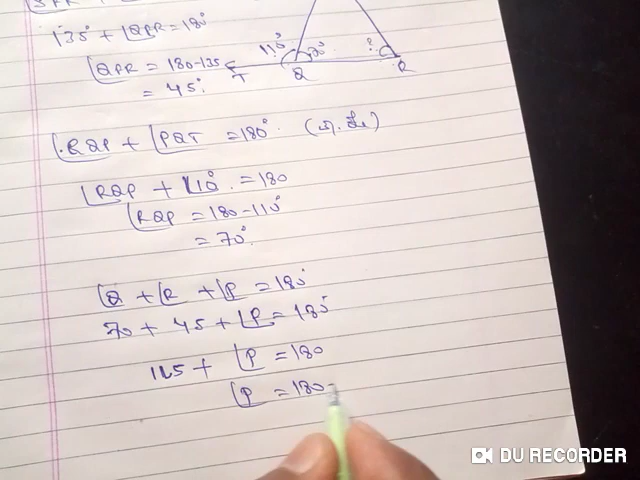 135° + ∠QPR = 180°
∠QPR = 180-135
= 45°.
110°
70°
?
T
Q
R
∠RQP + ∠PQT = 180°.
∠RQP + 110. = 180
∠RQP = 180-110°
= 70°.
∠Q + ∠R + ∠P = 180°
70 + 45 + ∠P = 180°
115 + ∠P = 180
∠P = 180-
DU RECORDER